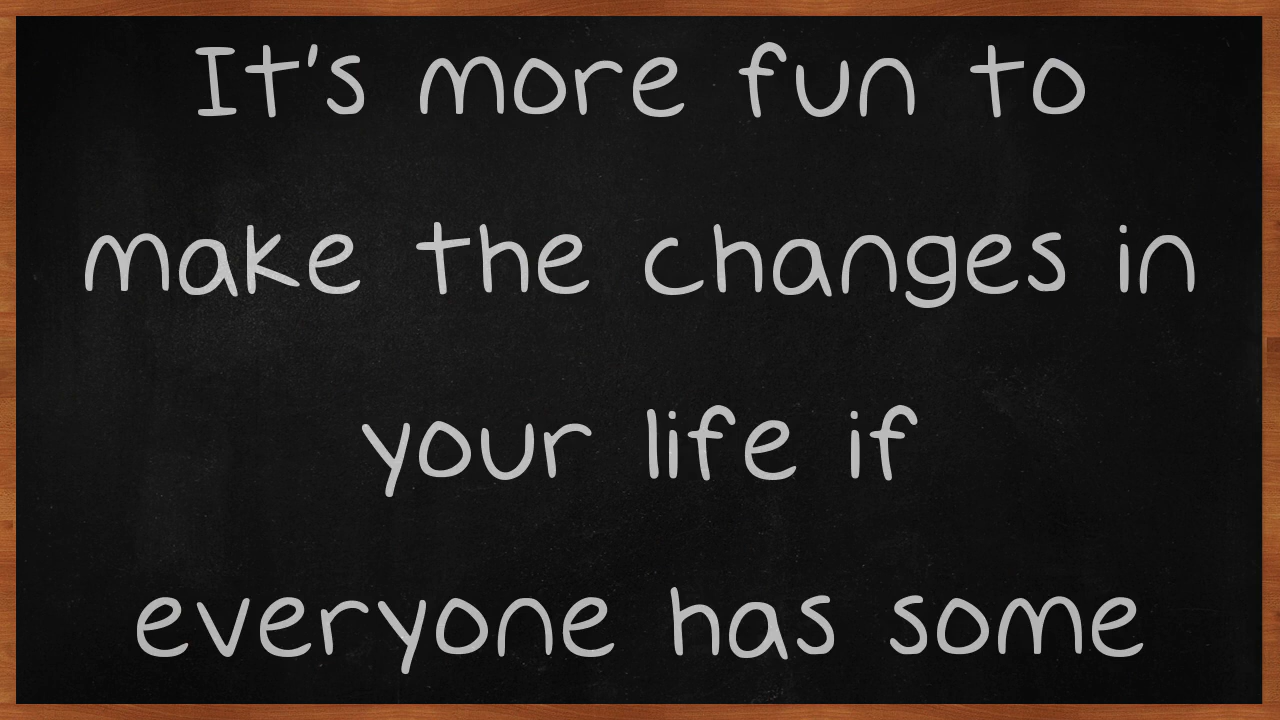 It's more fun to
make the changes in
your life if
everyone has some